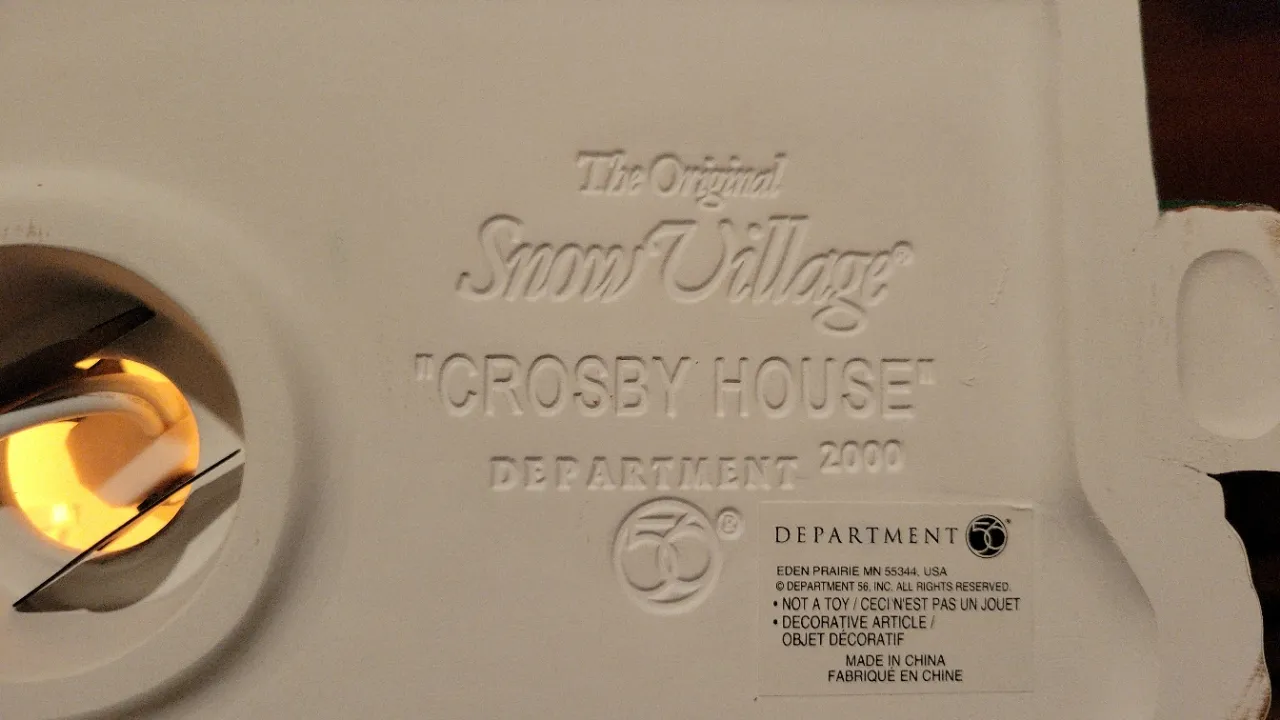 The Original
Snow Village®
"CROSBY HOUSE"
DEPARTMENT 2000
56®
DEPARTMENT 56®
EDEN PRAIRIE MN 55344, USA
© DEPARTMENT 56, INC. ALL RIGHTS RESERVED.
• NOT A TOY / CECI N'EST PAS UN JOUET
• DECORATIVE ARTICLE /
OBJET DÉCORATIF
MADE IN CHINA
FABRIQUÉ EN CHINE